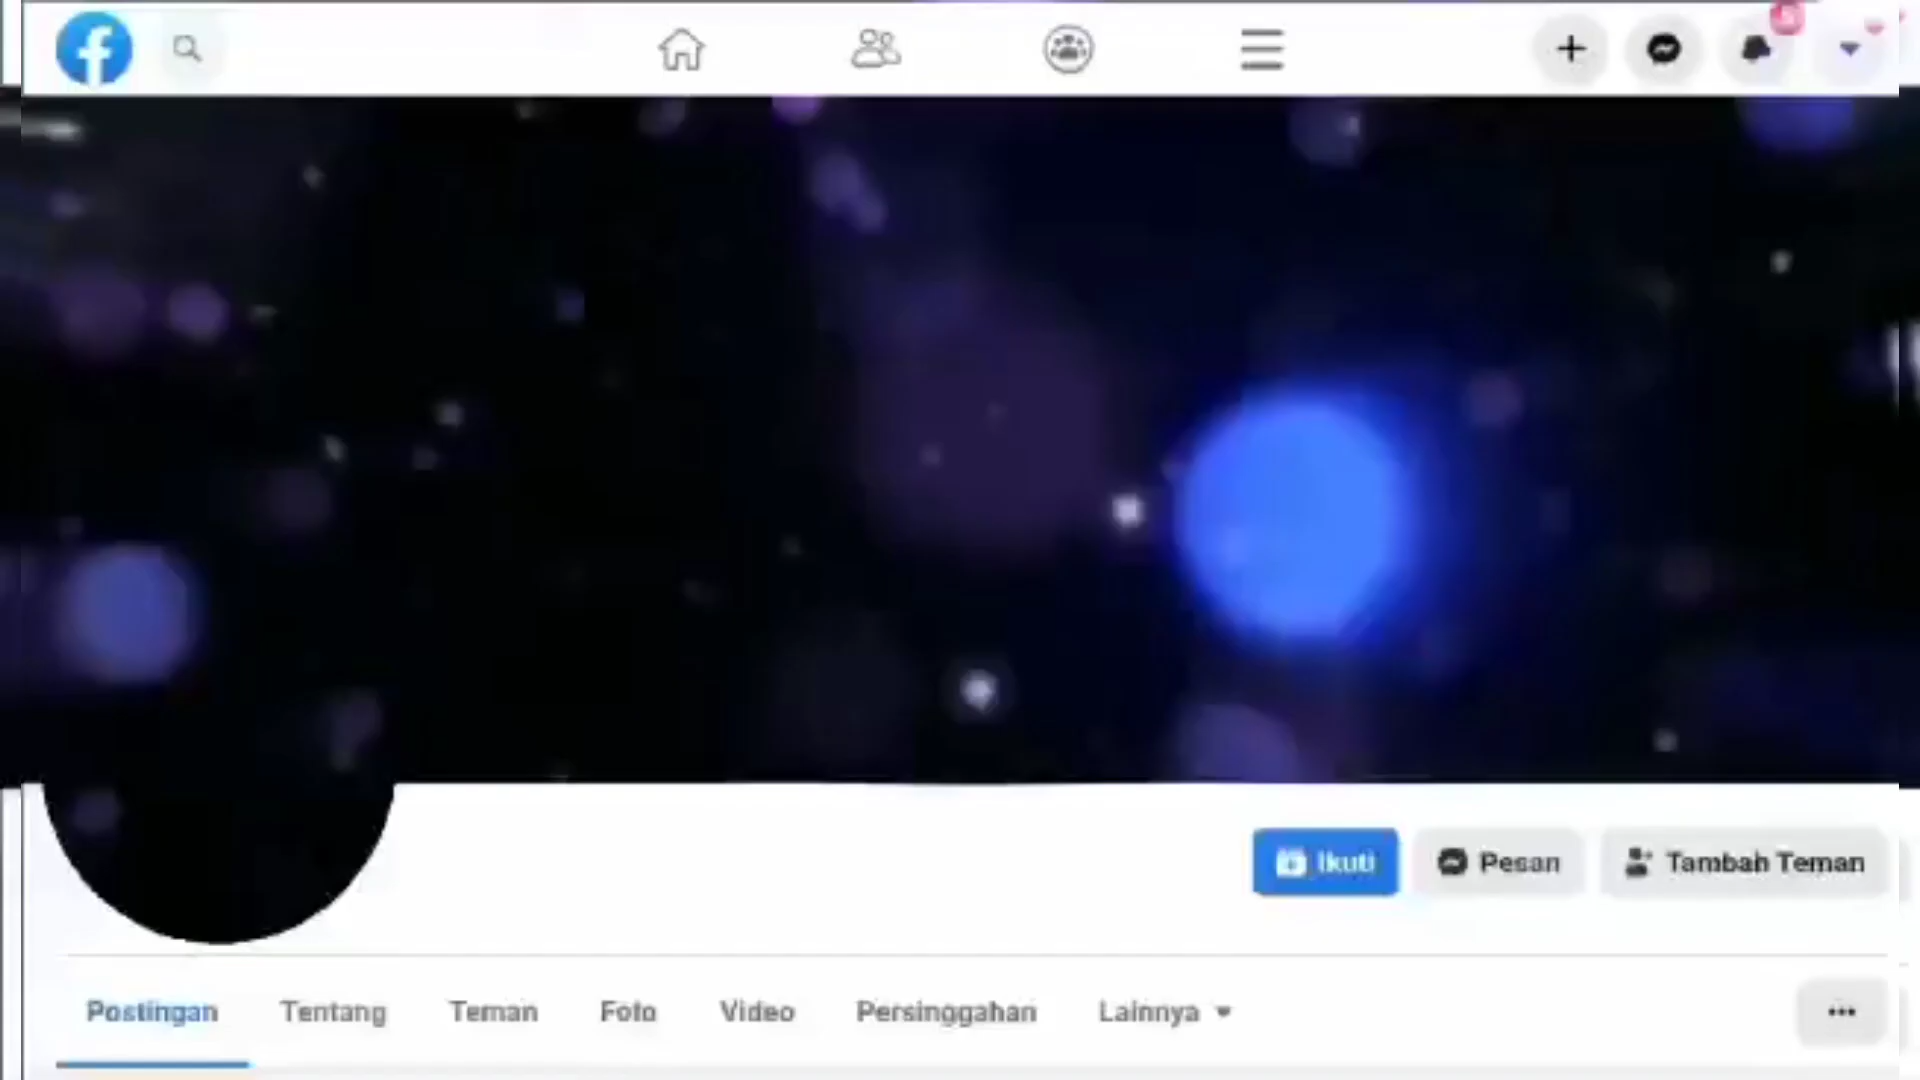 Ikuti
Pesan
Tambah Teman
Postingan
Tentang
Teman
Foto
Video
Persinggahan
Lainnya